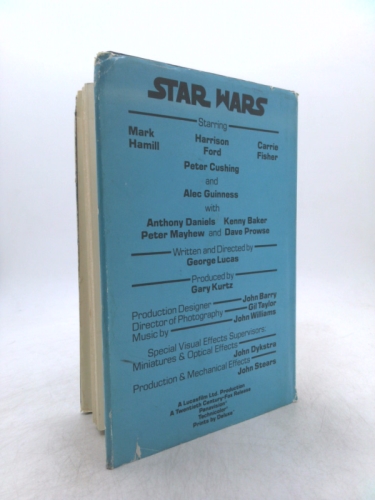 STAR WARS
Starring
Mark Hamill
Harrison Ford
Carrie Fisher
Peter Cushing
and
Alec Guinness
with
Anthony Daniels Kenny Baker
Peter Mayhew and Dave Prowse
Written and Directed by
George Lucas
Produced by
Gary Kurtz
Production Designer John Barry
Director of Photography Gil Taylor
Music by John Williams
Special Visual Effects Supervisors
Miniatures & Optical Effects
John Dykstra
Production & Mechanical Effects
John Stears
A Lucasfilm Ltd Production
A Twentieth Century-Fox Release
Panavision
Technicolor
Prints by Deluxe